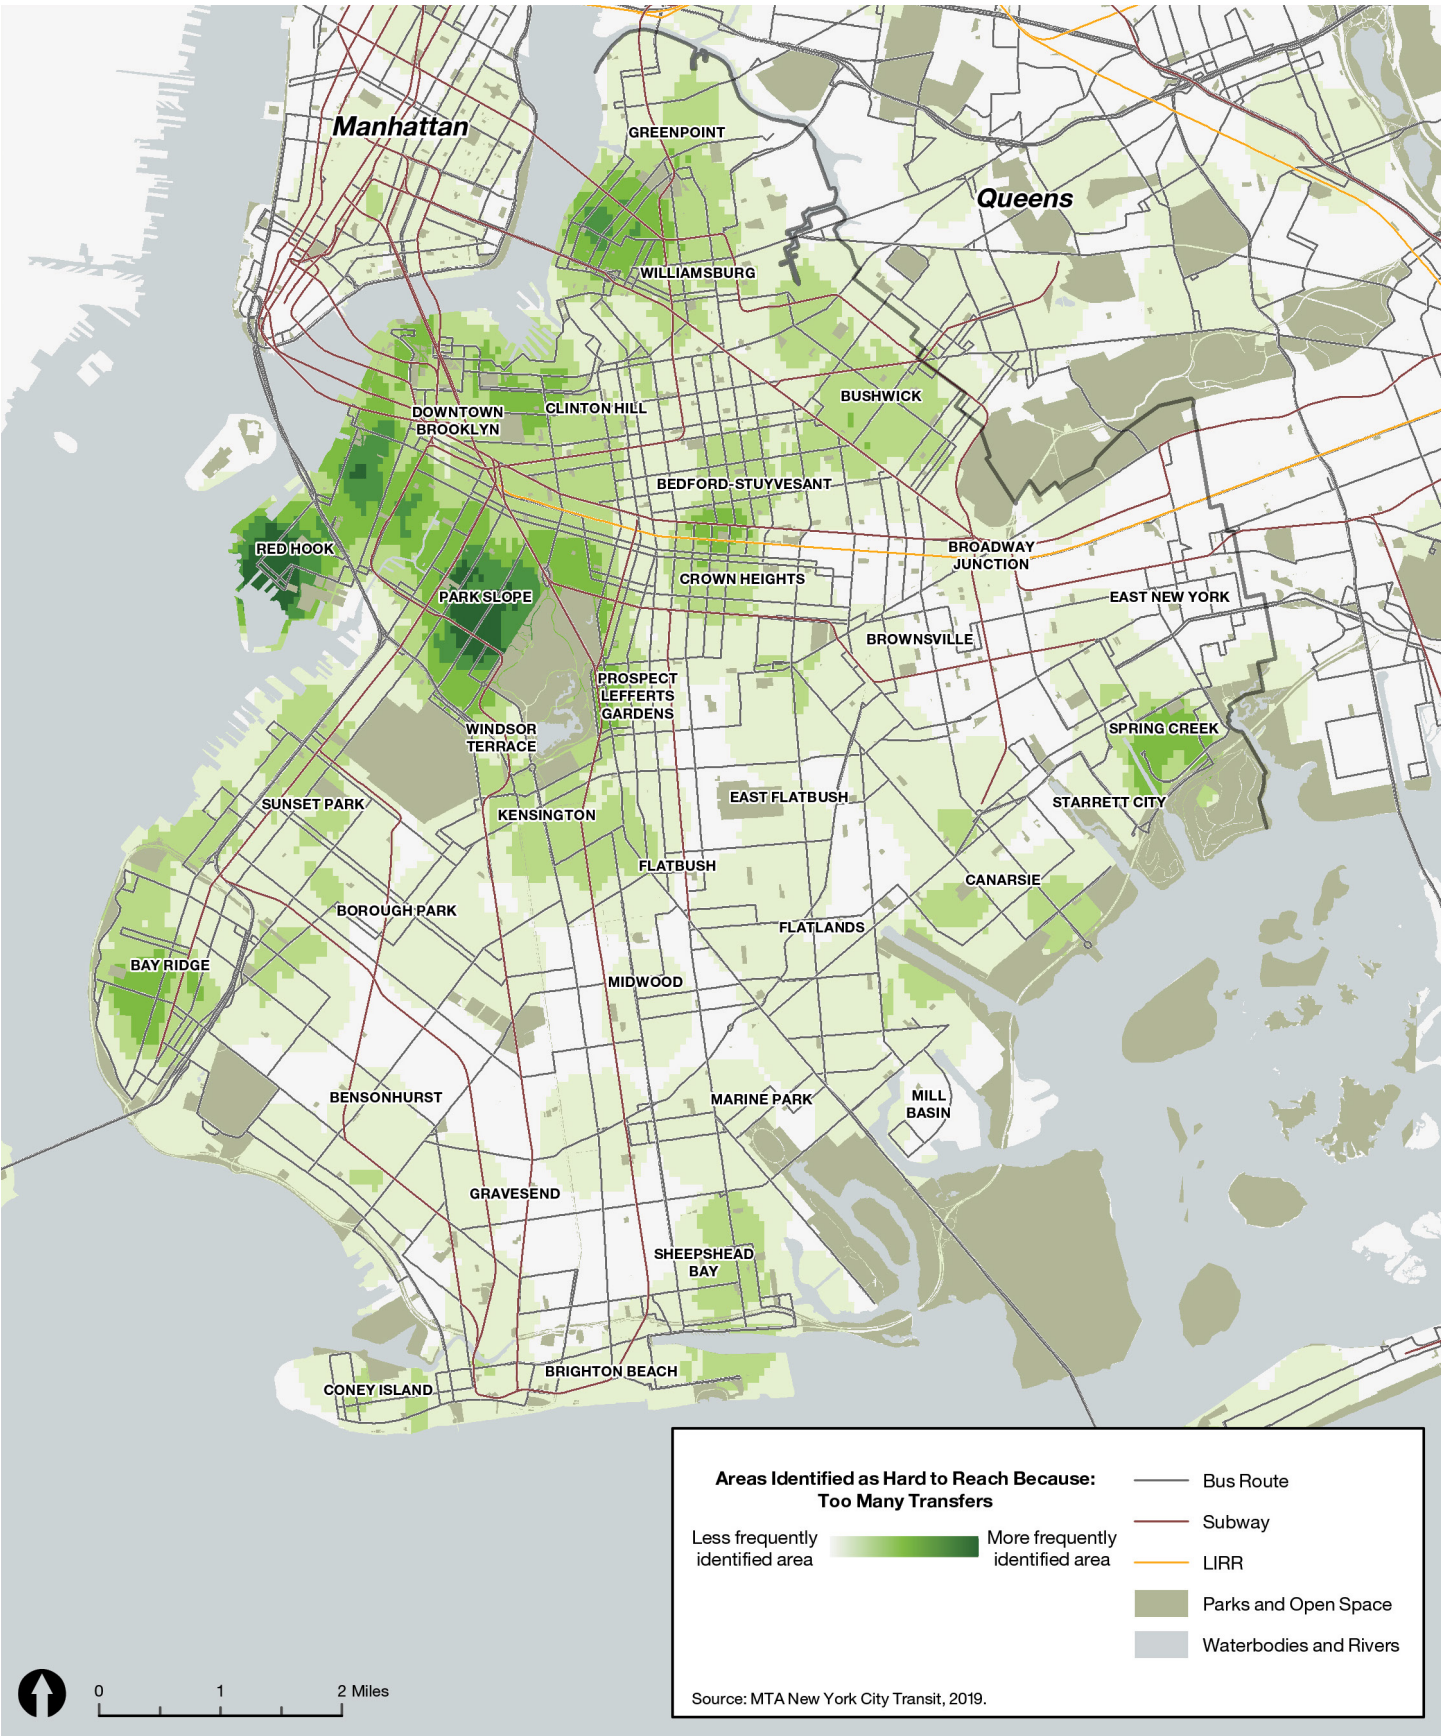 Manhattan
GREENPOINT
Queens
WILLIAMSBURG
BUSHWICK
CLINTON HILL
DOWNTOWN
BROOKLYN
BEDFORD-STUYVESANT
RED HOOK
BROADWAY
JUNCTION
CROWN HEIGHTS
PARK SLOPE
EAST NEW YORK
BROWNSVILLE
PROSPECT
LEFFERTS
GARDENS
WINDSOR
TERRACE
SPRING CREEK
EAST FLATBUSH
STARRETT CITY
SUNSET PARK
KENSINGTON
FLATBUSH
CANARSIE
BOROUGH PARK
FLATLANDS
BAY RIDGE
MIDWOOD
BENSONHURST
MARINE PARK
MILL
BASIN
GRAVESEND
SHEEPSHEAD
BAY
BRIGHTON BEACH
CONEY ISLAND
Areas Identified as Hard to Reach Because:
Too Many Transfers
Less frequently
identified area
More frequently
identified area
Bus Route
Subway
LIRR
Parks and Open Space
Waterbodies and Rivers
Source: MTA New York City Transit, 2019.
0 1 2 Miles